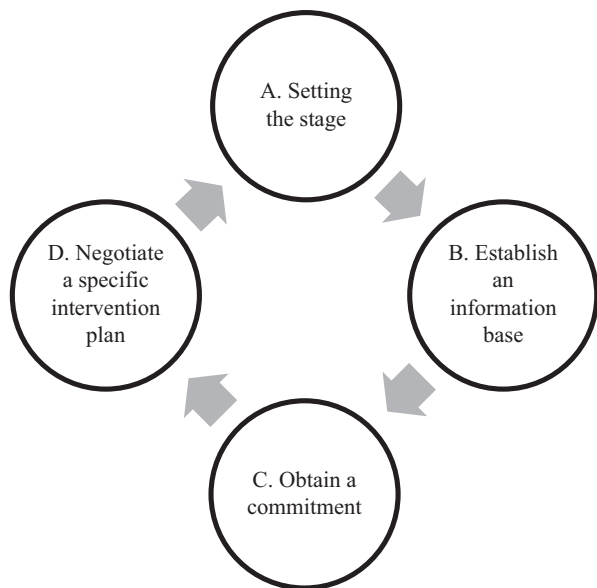 A. Setting
the stage
B. Establish
an
information
base
C. Obtain a
commitment
D. Negotiate
a specific
intervention
plan